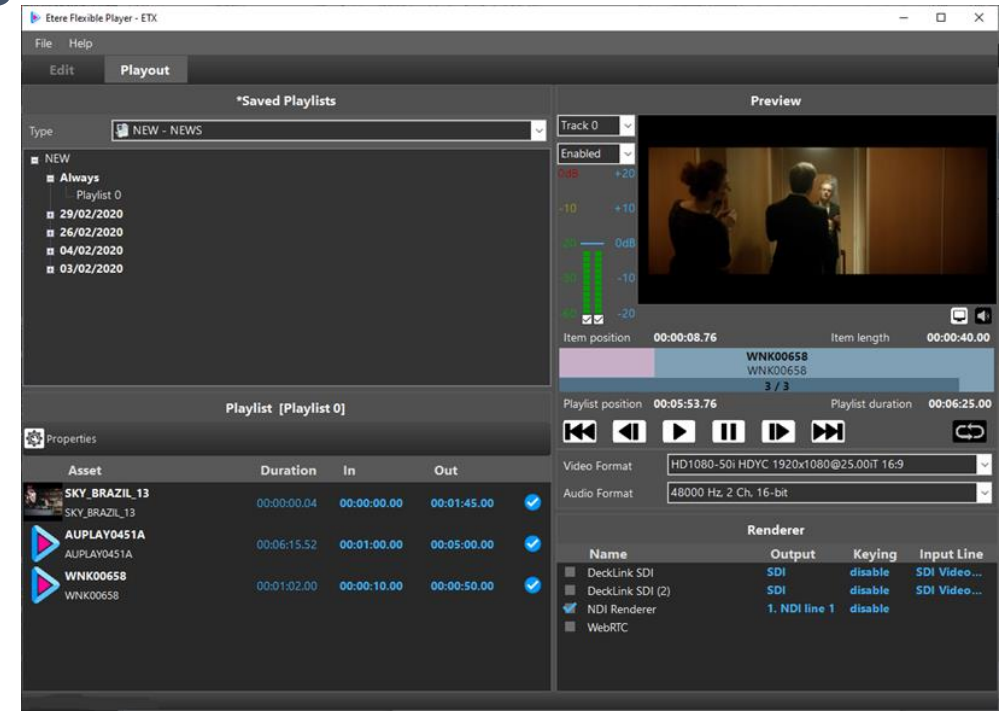 Etere Flexible Player - ETX
File Help
Edit Playout
*Saved Playlists
Type NEW - NEWS
NEW
Always
Playlist 0
29/02/2020
26/02/2020
04/02/2020
03/02/2020
Playlist [Playlist 0]
Properties
Asset Duration In Out
SKY_BRAZIL_13 00:00:00.04 00:00:00.00 00:01:45.00
SKY_BRAZIL_13
AUPLAY0451A 00:06:15.52 00:01:00.00 00:05:00.00
AUPLAY0451A
WNK00658 00:01:02.00 00:00:10.00 00:00:50.00
WNK00658
Preview
Track 0
Enabled
0dB +20
-10 +10
-20 0dB
-30 -10
-60 -20
Item position 00:00:08.76 Item length 00:00:40.00
WNK00658
WNK00658
3 / 3
Playlist position 00:05:53.76 Playlist duration 00:06:25.00
Video Format HD1080-50i HDYC 1920x1080@25.00iT 16:9
Audio Format 48000 Hz, 2 Ch, 16-bit
Renderer
Name Output Keying Input Line
DeckLink SDI SDI disable SDI Video...
DeckLink SDI (2) SDI disable SDI Video...
NDI Renderer 1. NDI line 1 disable
WebRTC